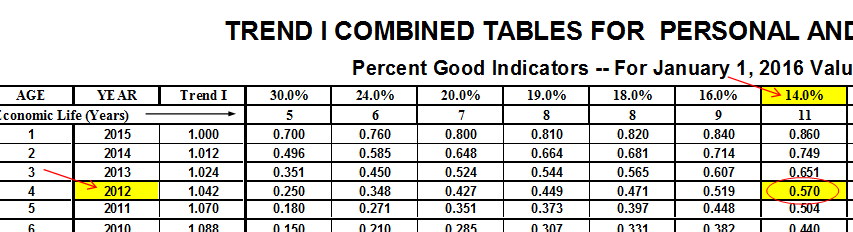 TREND I COMBINED TABLES FOR PERSONAL AND
Percent Good Indicators -- For January 1, 2016 Valu
AGE YEAR Trend I 30.0% 24.0% 20.0% 19.0% 18.0% 16.0% 14.0%
Economic Life (Years) 5 6 7 8 8 9 11
1 2015 1.000 0.700 0.760 0.800 0.810 0.820 0.840 0.860
2 2014 1.012 0.496 0.585 0.648 0.664 0.681 0.714 0.749
3 2013 1.024 0.351 0.450 0.524 0.544 0.565 0.607 0.651
4 2012 1.042 0.250 0.348 0.427 0.449 0.471 0.519 0.570
5 2011 1.070 0.180 0.271 0.351 0.373 0.397 0.448 0.504
6 2010 1.088 0.150 0.210 0.285 0.307 0.331 0.382 0.440